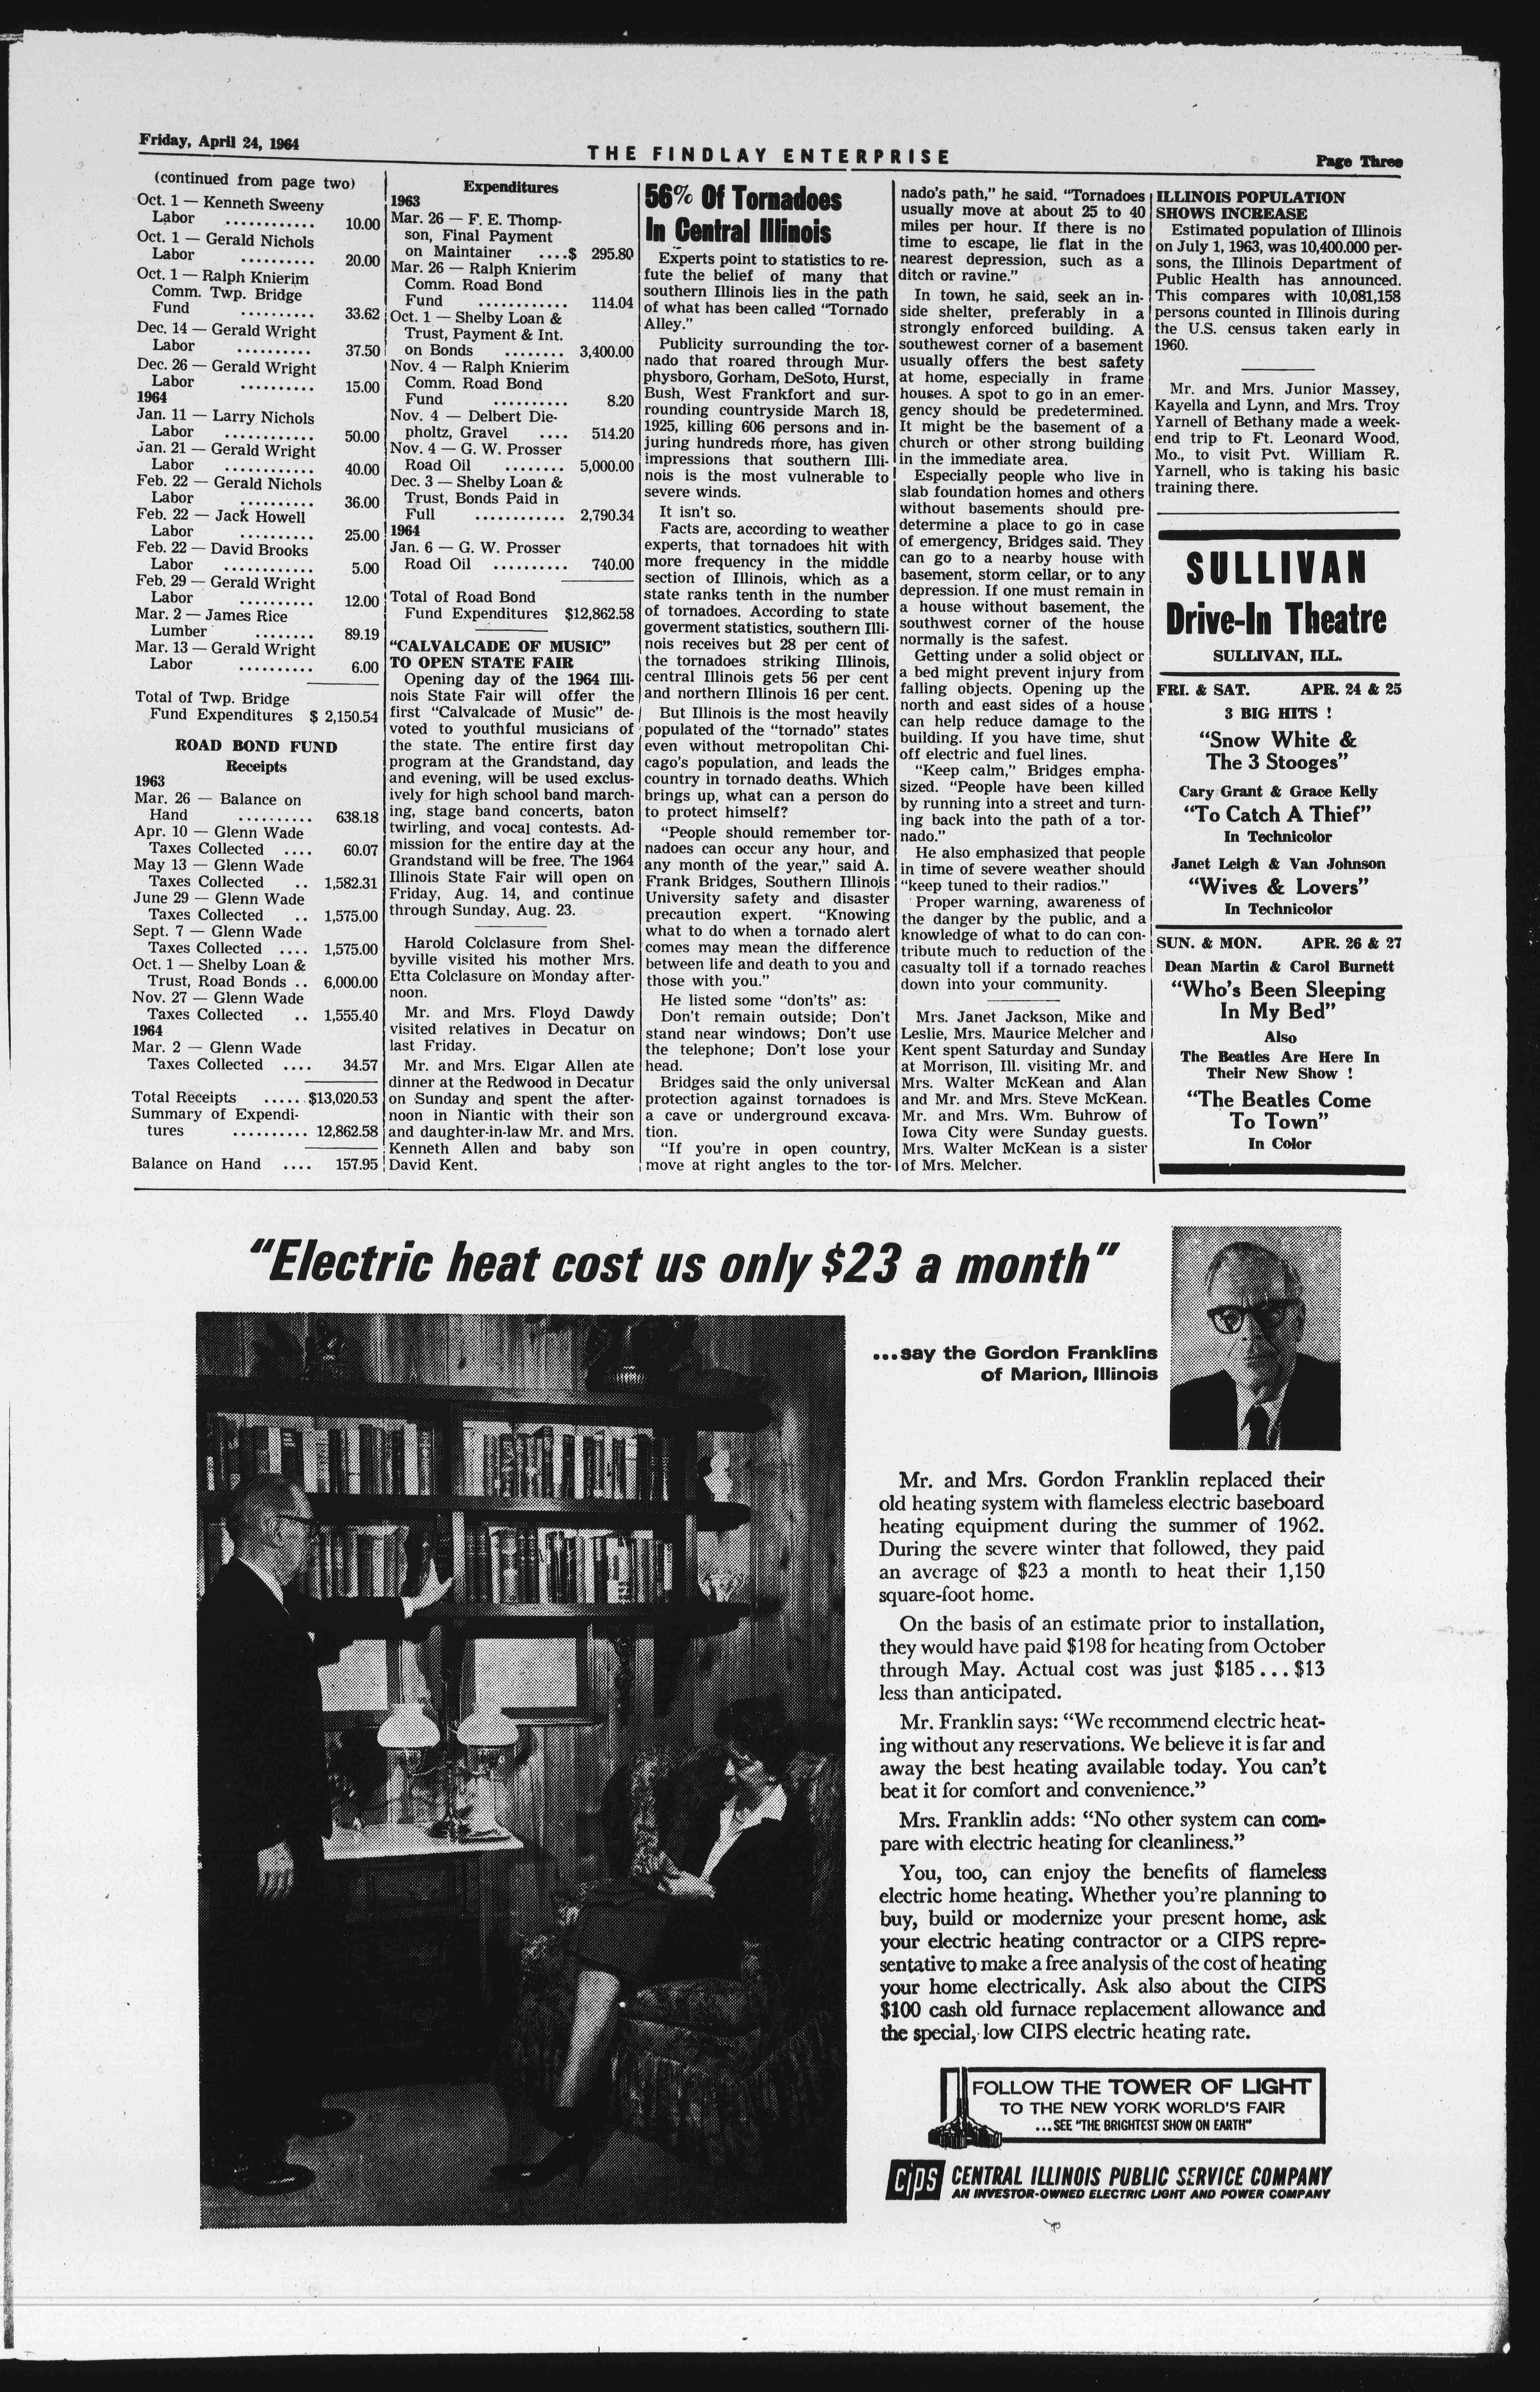 Friday, April 24, 1964
THE FINDLAY ENTERPRISE
Page Three
(continued from page two)
Oct. 1 — Kenneth Sweeny
Labor ............ 10.00
Oct. 1 — Gerald Nichols
Labor .......... 20.00
Oct. 1 — Ralph Knierim
Comm. Twp. Bridge
Fund .......... 33.62
Dec. 14 — Gerald Wright
Labor .......... 37.50
Dec. 26 — Gerald Wright
Labor .......... 15.00
1964
Jan. 11 — Larry Nichols
Labor ............ 50.00
Jan. 21 — Gerald Wright
Labor ............ 40.00
Feb. 22 — Gerald Nichols
Labor .......... 36.00
Feb. 22 — Jack Howell
Labor .......... 25.00
Feb. 22 — David Brooks
Labor ............ 5.00
Feb. 29 — Gerald Wright
Labor .......... 12.00
Mar. 2 — James Rice
Lumber ........ 89.19
Mar. 13 — Gerald Wright
Labor .......... 6.00
Total of Twp. Bridge
Fund Expenditures $ 2,150.54
ROAD BOND FUND
Receipts
1963
Mar. 26 — Balance on
Hand .......... 638.18
Apr. 10 — Glenn Wade
Taxes Collected .... 60.07
May 13 — Glenn Wade
Taxes Collected .. 1,582.31
June 29 — Glenn Wade
Taxes Collected .. 1,575.00
Sept. 7 — Glenn Wade
Taxes Collected .... 1,575.00
Oct. 1 — Shelby Loan &
Trust, Road Bonds .. 6,000.00
Nov. 27 — Glenn Wade
Taxes Collected .. 1,555.40
1964
Mar. 2 — Glenn Wade
Taxes Collected .... 34.57
Total Receipts ..... $13,020.53
Summary of Expendi-
tures .......... 12,862.58
Balance on Hand .... 157.95
Expenditures
1963
Mar. 26 — F. E. Thomp-
son, Final Payment
on Maintainer ....$ 295.80
Mar. 26 — Ralph Knierim
Comm. Road Bond
Fund ............ 114.04
Oct. 1 — Shelby Loan &
Trust, Payment & Int.
on Bonds ........ 3,400.00
Nov. 4 — Ralph Knierim
Comm. Road Bond
Fund .......... 8.20
Nov. 4 — Delbert Die-
pholtz, Gravel .... 514.20
Nov. 4 — G. W. Prosser
Road Oil ........ 5,000.00
Dec. 3 — Shelby Loan &
Trust, Bonds Paid in
Full ............ 2,790.34
1964
Jan. 6 — G. W. Prosser
Road Oil .......... 740.00
Total of Road Bond
Fund Expenditures $12,862.58
"CALVALCADE OF MUSIC"
TO OPEN STATE FAIR
Opening day of the 1964 Illi-
nois State Fair will offer the
first "Calvalcade of Music" de-
voted to youthful musicians of
the state. The entire first day
program at the Grandstand, day
and evening, will be used exclus-
ively for high school band march-
ing, stage band concerts, baton
twirling, and vocal contests. Ad-
mission for the entire day at the
Grandstand will be free. The 1964
Illinois State Fair will open on
Friday, Aug. 14, and continue
through Sunday, Aug. 23.
Harold Colclasure from Shel-
byville visited his mother Mrs.
Etta Colclasure on Monday after-
noon.
Mr. and Mrs. Floyd Dawdy
visited relatives in Decatur on
last Friday.
Mr. and Mrs. Elgar Allen ate
dinner at the Redwood in Decatur
on Sunday and spent the after-
noon in Niantic with their son
and daughter-in-law Mr. and Mrs.
Kenneth Allen and baby son
David Kent.
56% Of Tornadoes
In Central Illinois
Experts point to statistics to re-
fute the belief of many that
southern Illinois lies in the path
of what has been called "Tornado
Alley."
Publicity surrounding the tor-
nado that roared through Mur-
physboro, Gorham, DeSoto, Hurst,
Bush, West Frankfort and sur-
rounding countryside March 18,
1925, killing 606 persons and in-
juring hundreds more, has given
impressions that southern Illi-
nois is the most vulnerable to
severe winds.
It isn't so.
Facts are, according to weather
experts, that tornadoes hit with
more frequency in the middle
section of Illinois, which as a
state ranks tenth in the number
of tornadoes. According to state
goverment statistics, southern Illi-
nois receives but 28 per cent of
the tornadoes striking Illinois,
central Illinois gets 56 per cent
and northern Illinois 16 per cent.
But Illinois is the most heavily
populated of the "tornado" states
even without metropolitan Chi-
cago's population, and leads the
country in tornado deaths. Which
brings up, what can a person do
to protect himself?
"People should remember tor-
nadoes can occur any hour, and
any month of the year," said A.
Frank Bridges, Southern Illinois
University safety and disaster
precaution expert. "Knowing
what to do when a tornado alert
comes may mean the difference
between life and death to you and
those with you."
He listed some "don'ts" as:
Don't remain outside; Don't
stand near windows; Don't use
the telephone; Don't lose your
head.
Bridges said the only universal
protection against tornadoes is
a cave or underground excava-
tion.
"If you're in open country,
move at right angles to the tor-
nado's path," he said. "Tornadoes
usually move at about 25 to 40
miles per hour. If there is no
time to escape, lie flat in the
nearest depression, such as a
ditch or ravine."
In town, he said, seek an in-
side shelter, preferably in a
strongly enforced building. A
southewest corner of a basement
usually offers the best safety
at home, especially in frame
houses. A spot to go in an emer-
gency should be predetermined.
It might be the basement of a
church or other strong building
in the immediate area.
Especially people who live in
slab foundation homes and others
without basements should pre-
determine a place to go in case
of emergency, Bridges said. They
can go to a nearby house with
basement, storm cellar, or to any
depression. If one must remain in
a house without basement, the
southwest corner of the house
normally is the safest.
Getting under a solid object or
a bed might prevent injury from
falling objects. Opening up the
north and east sides of a house
can help reduce damage to the
building. If you have time, shut
off electric and fuel lines.
"Keep calm," Bridges empha-
sized. "People have been killed
by running into a street and turn-
ing back into the path of a tor-
nado."
He also emphasized that people
in time of severe weather should
"keep tuned to their radios."
Proper warning, awareness of
the danger by the public, and a
knowledge of what to do can con-
tribute much to reduction of the
casualty toll if a tornado reaches
down into your community.
Mrs. Janet Jackson, Mike and
Leslie, Mrs. Maurice Melcher and
Kent spent Saturday and Sunday
at Morrison, Ill. visiting Mr. and
Mrs. Walter McKean and Alan
and Mr. and Mrs. Steve McKean.
Mr. and Mrs. Wm. Buhrow of
Iowa City were Sunday guests.
Mrs. Walter McKean is a sister
of Mrs. Melcher.
ILLINOIS POPULATION
SHOWS INCREASE
Estimated population of Illinois
on July 1, 1963, was 10,400.000 per-
sons, the Illinois Department of
Public Health has announced.
This compares with 10,081,158
persons counted in Illinois during
the U.S. census taken early in
1960.
Mr. and Mrs. Junior Massey,
Kayella and Lynn, and Mrs. Troy
Yarnell of Bethany made a week-
end trip to Ft. Leonard Wood,
Mo., to visit Pvt. William R.
Yarnell, who is taking his basic
training there.
SULLIVAN
Drive-In Theatre
SULLIVAN, ILL.
FRI. & SAT. APR. 24 & 25
3 BIG HITS !
"Snow White &
The 3 Stooges"
Cary Grant & Grace Kelly
"To Catch A Thief"
In Technicolor
Janet Leigh & Van Johnson
"Wives & Lovers"
In Technicolor
SUN. & MON. APR. 26 & 27
Dean Martin & Carol Burnett
"Who's Been Sleeping
In My Bed"
Also
The Beatles Are Here In
Their New Show !
"The Beatles Come
To Town"
In Color
"Electric heat cost us only $23 a month"
...say the Gordon Franklins
of Marion, Illinois
Mr. and Mrs. Gordon Franklin replaced their
old heating system with flameless electric baseboard
heating equipment during the summer of 1962.
During the severe winter that followed, they paid
an average of $23 a month to heat their 1,150
square-foot home.
On the basis of an estimate prior to installation,
they would have paid $198 for heating from October
through May. Actual cost was just $185...$13
less than anticipated.
Mr. Franklin says: "We recommend electric heat-
ing without any reservations. We believe it is far and
away the best heating available today. You can't
beat it for comfort and convenience."
Mrs. Franklin adds: "No other system can com-
pare with electric heating for cleanliness."
You, too, can enjoy the benefits of flameless
electric home heating. Whether you're planning to
buy, build or modernize your present home, ask
your electric heating contractor or a CIPS repre-
sentative to make a free analysis of the cost of heating
your home electrically. Ask also about the CIPS
$100 cash old furnace replacement allowance and
the special, low CIPS electric heating rate.
FOLLOW THE TOWER OF LIGHT
TO THE NEW YORK WORLD'S FAIR
...SEE "THE BRIGHTEST SHOW ON EARTH"
CIPS CENTRAL ILLINOIS PUBLIC SERVICE COMPANY
AN INVESTOR-OWNED ELECTRIC LIGHT AND POWER COMPANY